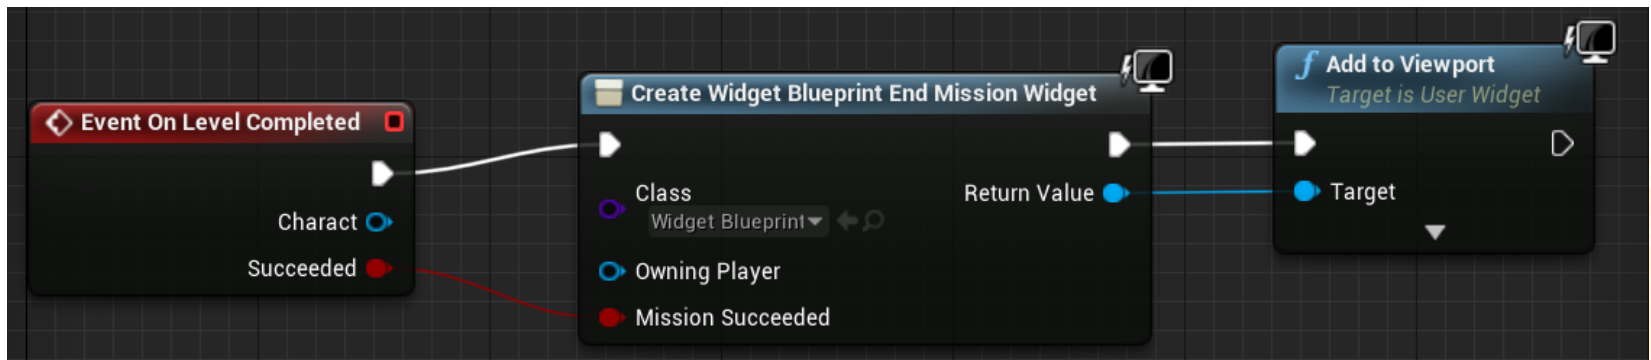 Event On Level Completed
Charact
Succeeded
Create Widget Blueprint End Mission Widget
Class
Widget Blueprint
Return Value
Owning Player
Mission Succeeded
f Add to Viewport
Target is User Widget
Target